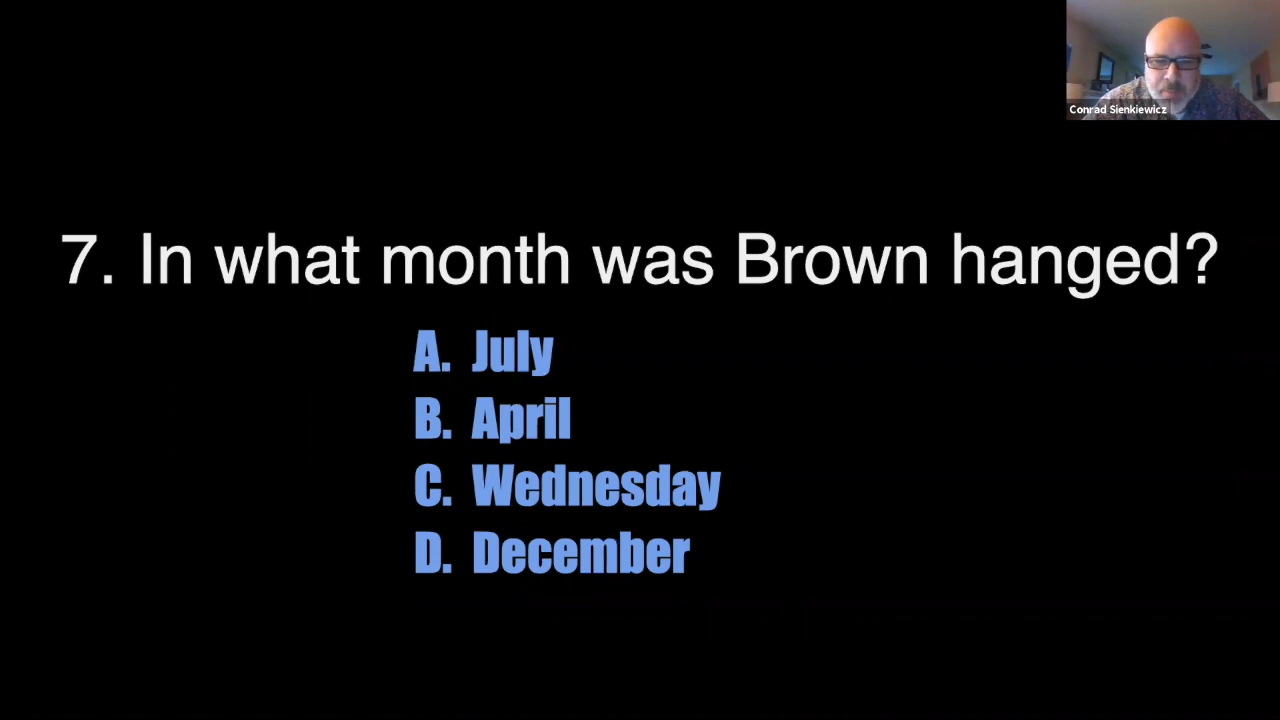 Conrad Sienkiewicz
7. In what month was Brown hanged?
A. July
B. April
C. Wednesday
D. December